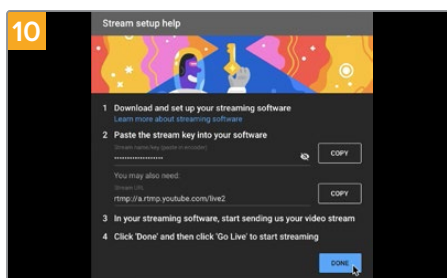 10
Stream setup help
1 Download and set up your streaming software
Learn more about streaming software
2 Paste the stream key into your software
Stream name/key (paste in encoder)
••••••••••••••••••••
COPY
You may also need:
Stream URL
rtmp://a.rtmp.youtube.com/live2
COPY
3 In your streaming software, start sending us your video stream
4 Click 'Done' and then click 'Go Live' to start streaming
DONE